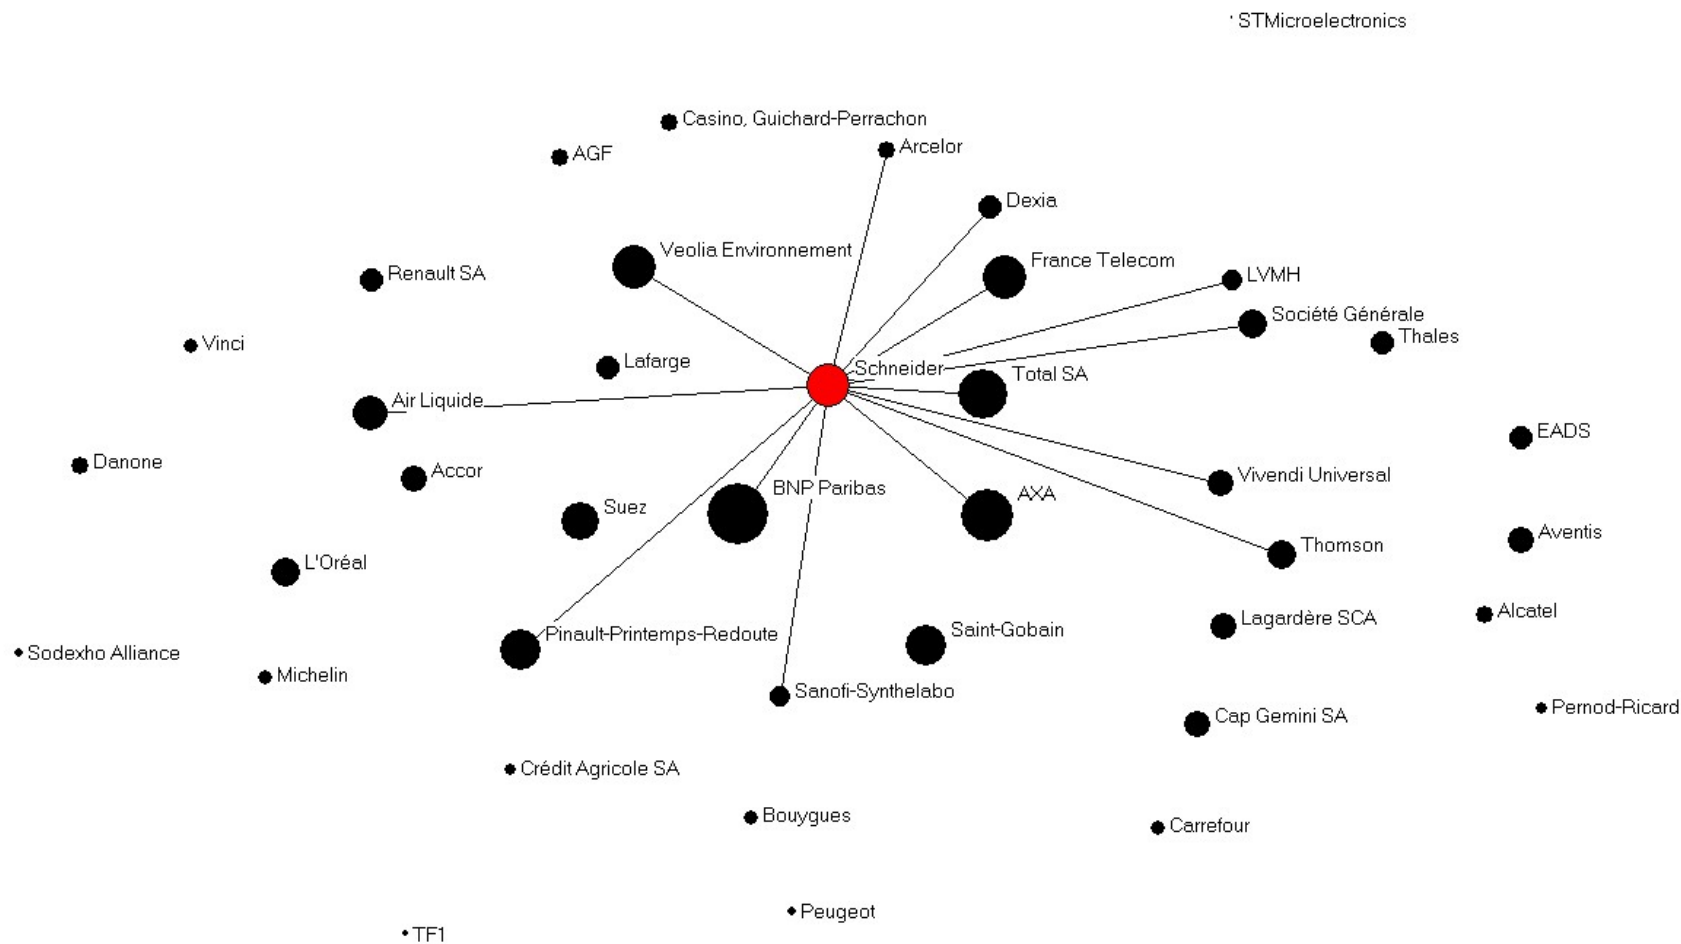 STMicroelectronics
Casino, Guichard-Perrachon
Arcelor
AGF
Dexia
Veolia Environnement
France Telecom
Renault SA
LVMH
Société Générale
Thales
Vinci
Lafarge
Schneider
Total SA
Air Liquide
EADS
Danone
Accor
Vivendi Universal
BNP Paribas
AXA
Suez
Aventis
Thomson
L'Oréal
Alcatel
Lagardère SCA
Saint-Gobain
Pinault-Printemps-Redoute
Sodexho Alliance
Michelin
Sanofi-Synthelabo
Pernod-Ricard
Cap Gemini SA
Crédit Agricole SA
Bouygues
Carrefour
Peugeot
TF1